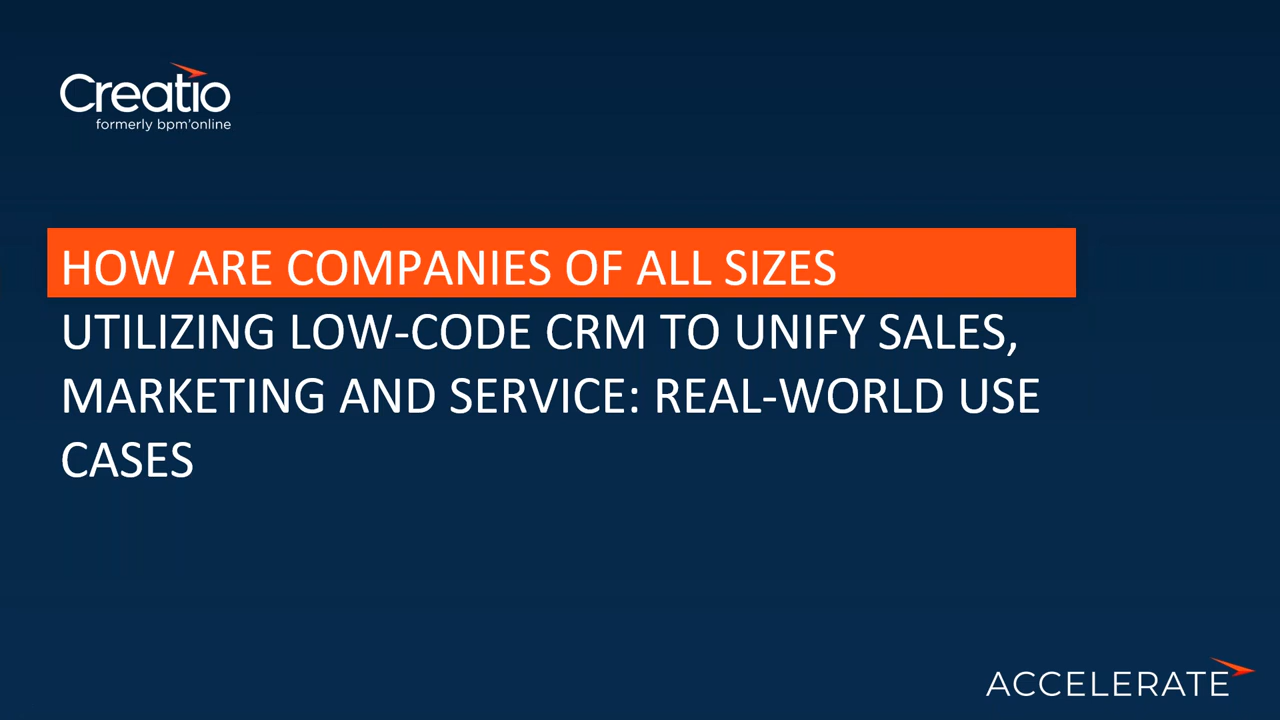 Creatio
formerly bpm'online
HOW ARE COMPANIES OF ALL SIZES
UTILIZING LOW-CODE CRM TO UNIFY SALES,
MARKETING AND SERVICE: REAL-WORLD USE
CASES
ACCELERATE